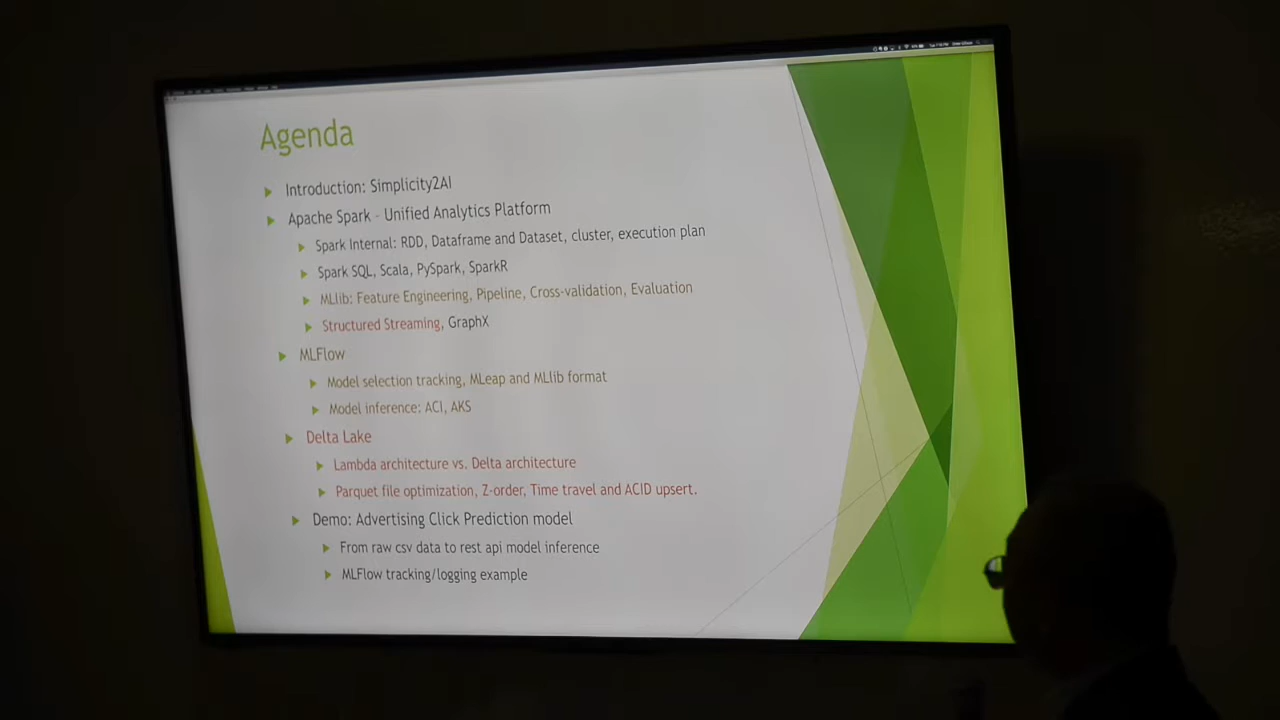 Agenda
Introduction: Simplicity2AI
Apache Spark - Unified Analytics Platform
Spark Internal: RDD, Dataframe and Dataset, cluster, execution plan
Spark SQL, Scala, PySpark, SparkR
MLlib: Feature Engineering, Pipeline, Cross-validation, Evaluation
Structured Streaming, GraphX
MLFlow
Model selection tracking, MLeap and MLlib format
Model inference: ACI, AKS
Delta Lake
Lambda architecture vs. Delta architecture
Parquet file optimization, Z-order, Time travel and ACID upsert.
Demo: Advertising Click Prediction model
From raw csv data to rest api model inference
MLFlow tracking/logging example